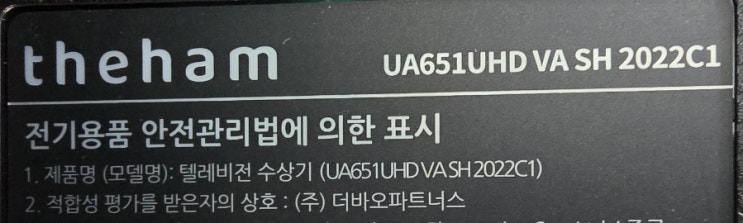 theham UA651UHD VA SH 2022C1
전기용품 안전관리법에 의한 표시
1. 제품명 (모델명): 텔레비전 수상기 (UA651UHD VA SH 2022C1)
2. 적합성 평가를 받은자의 상호 : (주) 더바오파트너스